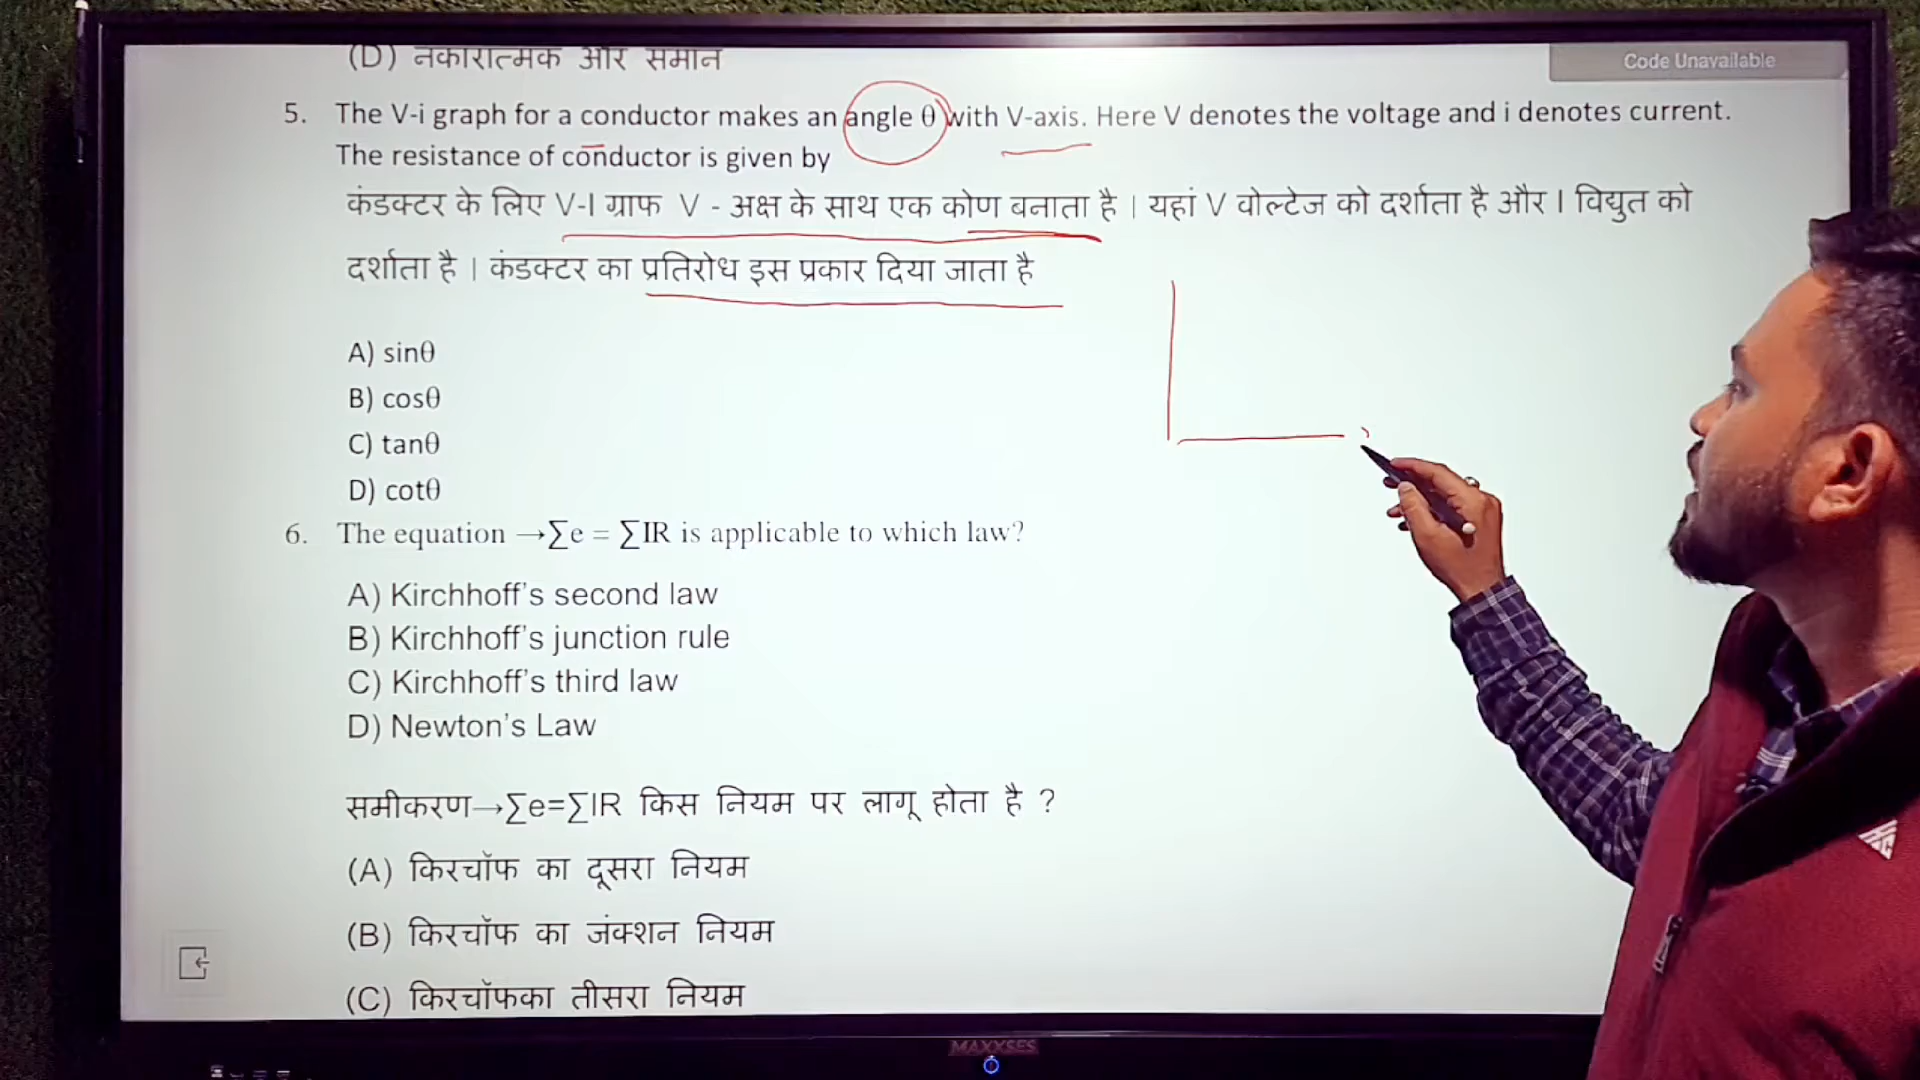 (D) नकारात्मक और समान
Code Unavailable
5. The V-i graph for a conductor makes an angle θ with V-axis. Here V denotes the voltage and i denotes current.
The resistance of conductor is given by
कंडक्टर के लिए V-I ग्राफ V - अक्ष के साथ एक कोण बनाता है । यहां V वोल्टेज को दर्शाता है और I विद्युत को
दर्शाता है । कंडक्टर का प्रतिरोध इस प्रकार दिया जाता है
A) sinθ
B) cosθ
C) tanθ
D) cotθ
6. The equation →∑e = ∑IR is applicable to which law?
A) Kirchhoff's second law
B) Kirchhoff's junction rule
C) Kirchhoff's third law
D) Newton's Law
समीकरण→∑e=∑IR किस नियम पर लागू होता है ?
(A) किरचॉफ का दूसरा नियम
(B) किरचॉफ का जंक्शन नियम
(C) किरचॉफका तीसरा नियम
MAXXSES